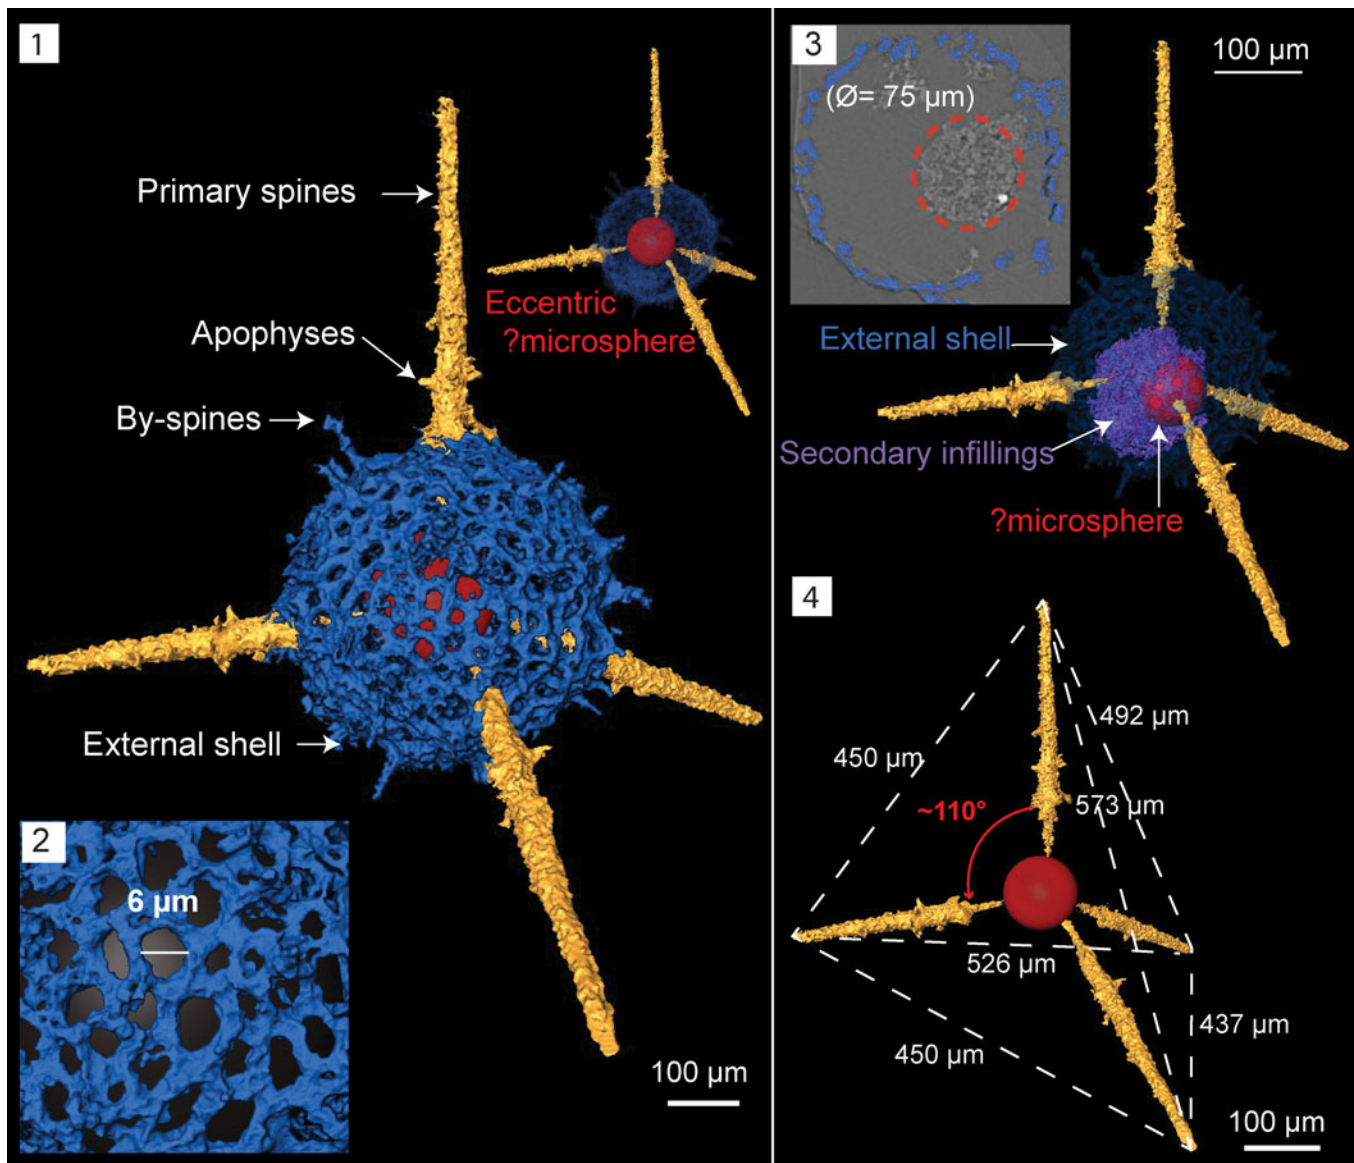 1
Primary spines
Apophyses
By-spines
External shell
Eccentric
?microsphere
100 µm
2
6 µm
3
(Ø= 75 µm)
100 µm
External shell
Secondary infillings
?microsphere
4
450 µm
492 µm
573 µm
~110°
526 µm
437 µm
450 µm
100 µm